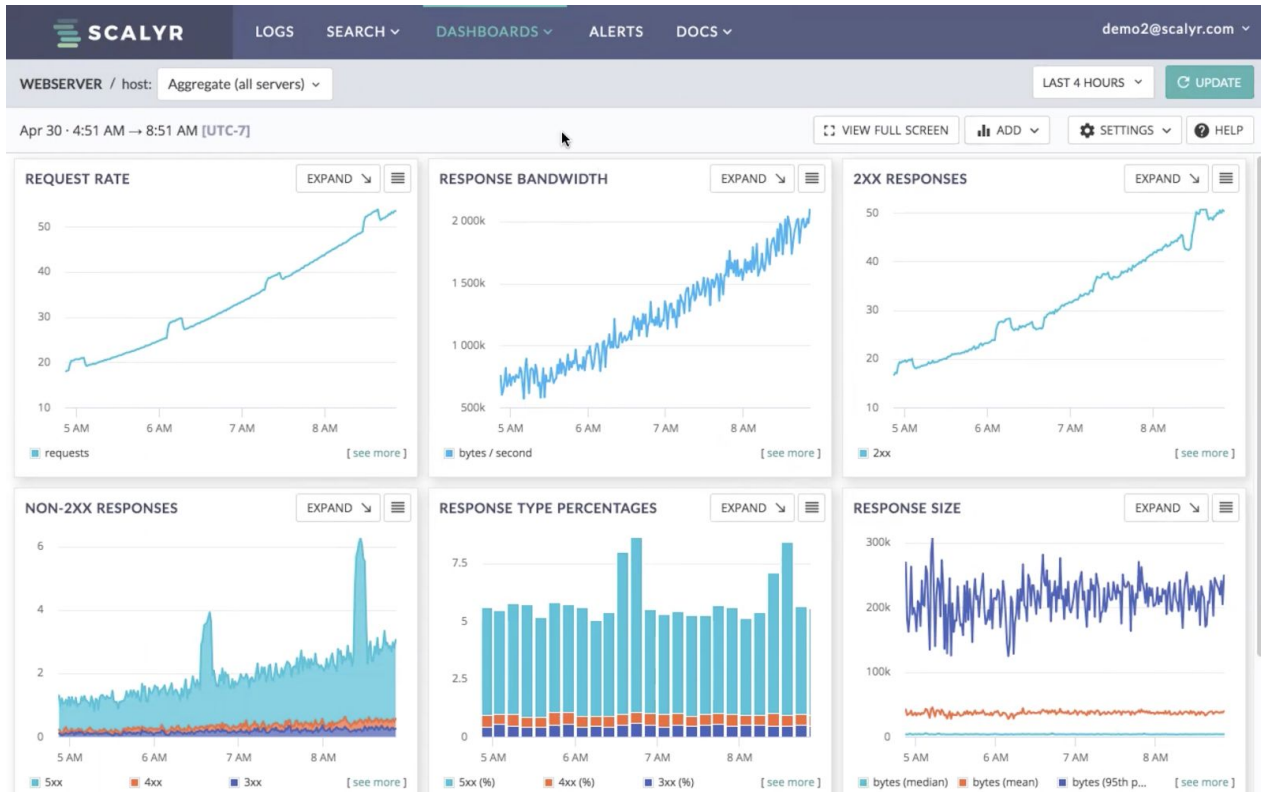 SCALYR LOGS SEARCH DASHBOARDS ALERTS DOCS demo2@scalyr.com
WEBSERVER / host: Aggregate (all servers) LAST 4 HOURS UPDATE
Apr 30 · 4:51 AM → 8:51 AM [UTC-7] VIEW FULL SCREEN ADD SETTINGS HELP
REQUEST RATE EXPAND
50
40
30
20
10
5 AM 6 AM 7 AM 8 AM
requests [ see more ]
RESPONSE BANDWIDTH EXPAND
2 000k
1 500k
1 000k
500k
5 AM 6 AM 7 AM 8 AM
bytes / second [ see more ]
2XX RESPONSES EXPAND
50
40
30
20
10
5 AM 6 AM 7 AM 8 AM
2xx [ see more ]
NON-2XX RESPONSES EXPAND
6
4
2
0
5 AM 6 AM 7 AM 8 AM
5xx 4xx 3xx [ see more ]
RESPONSE TYPE PERCENTAGES EXPAND
7.5
5
2.5
0
5 AM 6 AM 7 AM 8 AM
5xx (%) 4xx (%) 3xx (%) [ see more ]
RESPONSE SIZE EXPAND
300k
200k
100k
0
5 AM 6 AM 7 AM 8 AM
bytes (median) bytes (mean) bytes (95th p... [ see more ]